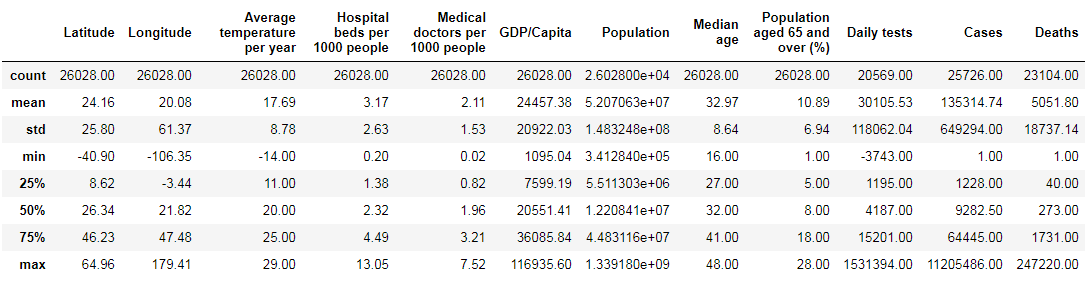 Latitude Longitude Average temperature per year Hospital beds per 1000 people Medical doctors per 1000 people GDP/Capita Population Median age Population aged 65 and over (%) Daily tests Cases Deaths
count 26028.00 26028.00 26028.00 26028.00 26028.00 26028.00 2.602800e+04 26028.00 26028.00 20569.00 25726.00 23104.00
mean 24.16 20.08 17.69 3.17 2.11 24457.38 5.207063e+07 32.97 10.89 30105.53 135314.74 5051.80
std 25.80 61.37 8.78 2.63 1.53 20922.03 1.483248e+08 8.64 6.94 118062.04 649294.00 18737.14
min -40.90 -106.35 -14.00 0.20 0.02 1095.04 3.412840e+05 16.00 1.00 -3743.00 1.00 1.00
25% 8.62 -3.44 11.00 1.38 0.82 7599.19 5.511303e+06 27.00 5.00 1195.00 1228.00 40.00
50% 26.34 21.82 20.00 2.32 1.96 20551.41 1.220841e+07 32.00 8.00 4187.00 9282.50 273.00
75% 46.23 47.48 25.00 4.49 3.21 36085.84 4.483116e+07 41.00 18.00 15201.00 64445.00 1731.00
max 64.96 179.41 29.00 13.05 7.52 116935.60 1.339180e+09 48.00 28.00 1531394.00 11205486.00 247220.00